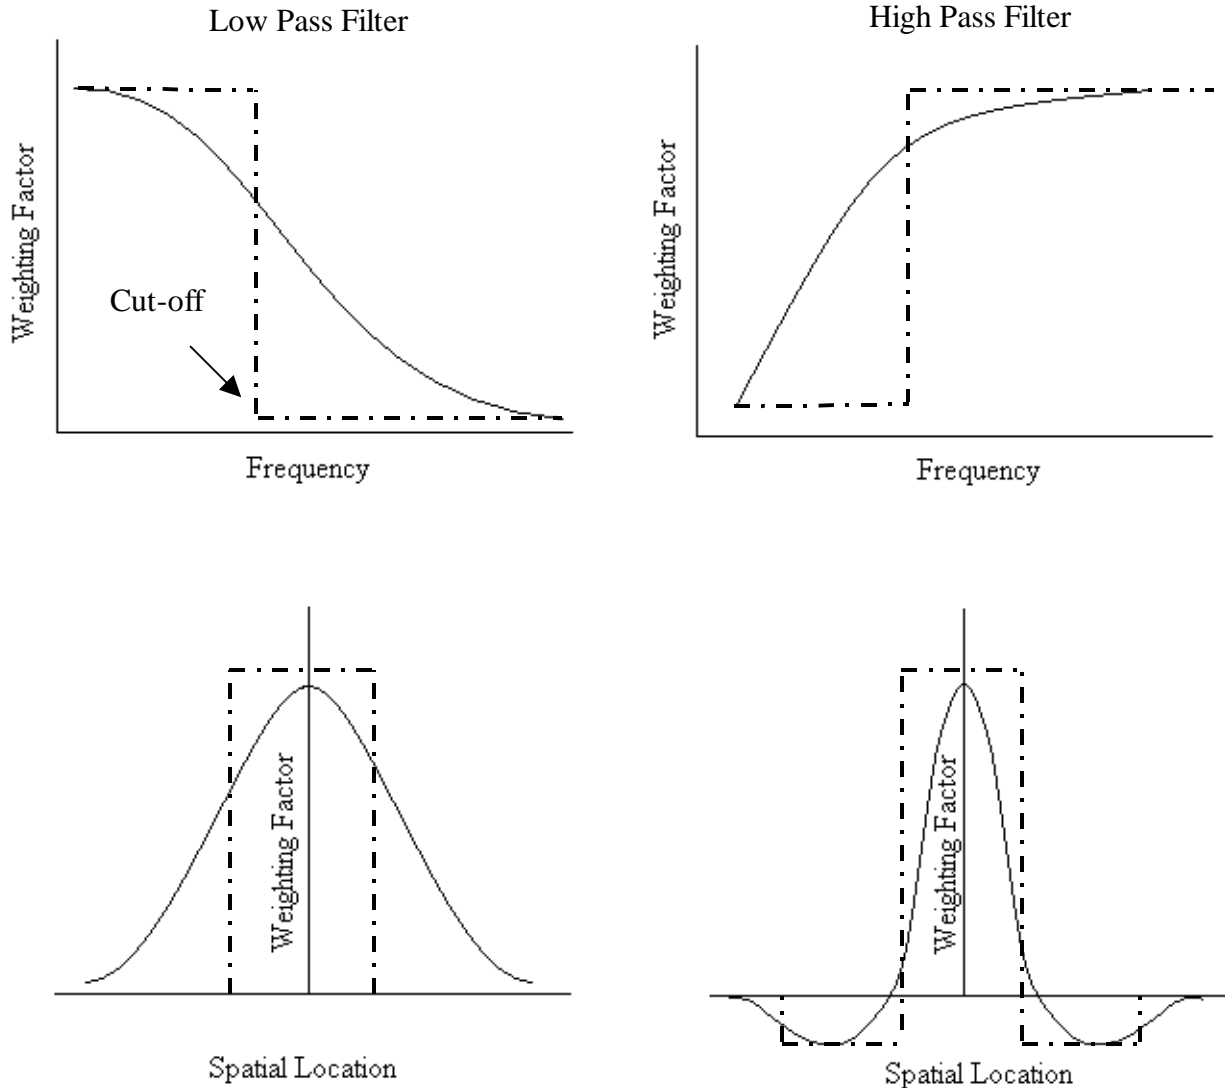 Low Pass Filter
High Pass Filter
Weighting Factor
Cut-off
Frequency
Weighting Factor
Frequency
Weighting Factor
Spatial Location
Weighting Factor
Spatial Location